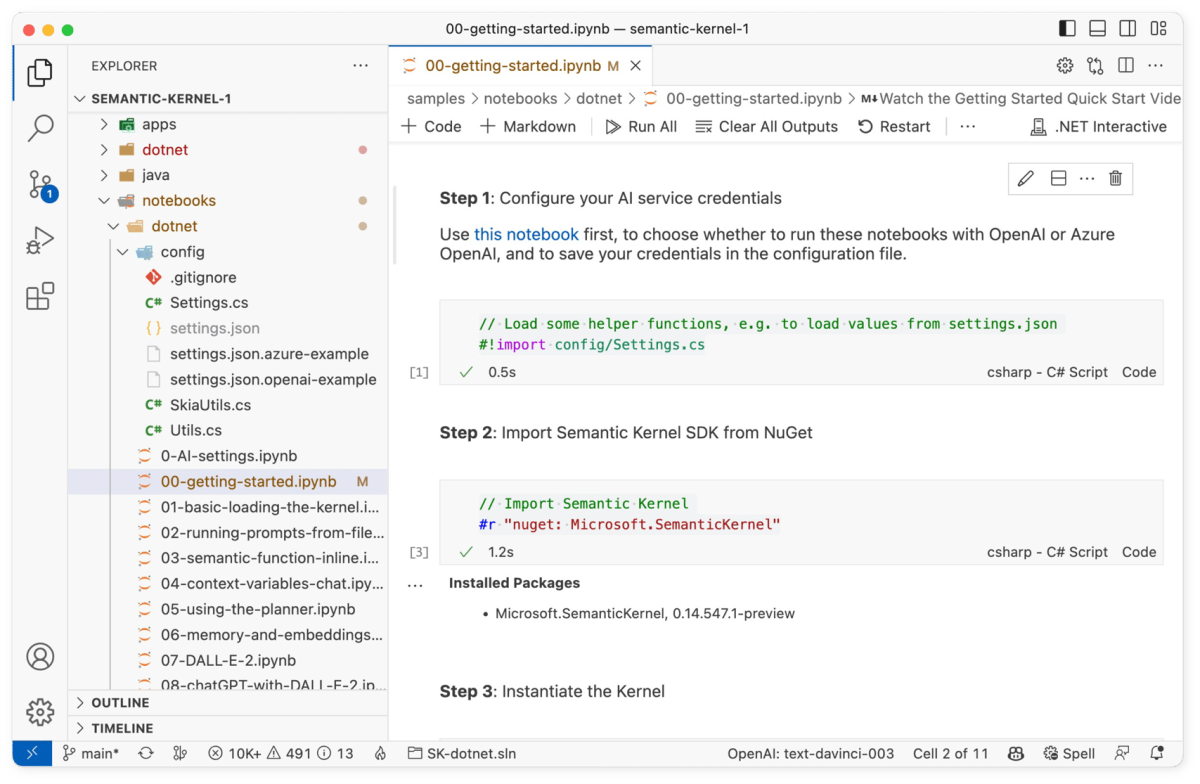 00-getting-started.ipynb — semantic-kernel-1
EXPLORER
SEMANTIC-KERNEL-1
apps
dotnet
java
notebooks
dotnet
config
.gitignore
C# Settings.cs
{ } settings.json
settings.json.azure-example
settings.json.openai-example
C# SkiaUtils.cs
C# Utils.cs
0-AI-settings.ipynb
00-getting-started.ipynb M
01-basic-loading-the-kernel.i...
02-running-prompts-from-file...
03-semantic-function-inline.i...
04-context-variables-chat.ipy...
05-using-the-planner.ipynb
06-memory-and-embeddings...
07-DALL-E-2.ipynb
08-chatGPT-with-DALL-E-2.ip...
OUTLINE
TIMELINE
1
00-getting-started.ipynb M
samples > notebooks > dotnet > 00-getting-started.ipynb > M↓Watch the Getting Started Quick Start Vide
+ Code + Markdown Run All Clear All Outputs Restart ... .NET Interactive
Step 1: Configure your AI service credentials
Use this notebook first, to choose whether to run these notebooks with OpenAI or Azure
OpenAI, and to save your credentials in the configuration file.
// Load some helper functions, e.g. to load values from settings.json
#!import config/Settings.cs
[1] ✓ 0.5s csharp - C# Script Code
Step 2: Import Semantic Kernel SDK from NuGet
// Import Semantic Kernel
#r "nuget: Microsoft.SemanticKernel"
[3] ✓ 1.2s csharp - C# Script Code
... Installed Packages
• Microsoft.SemanticKernel, 0.14.547.1-preview
Step 3: Instantiate the Kernel
main* 10K+ 491 13 SK-dotnet.sln OpenAI: text-davinci-003 Cell 2 of 11 Spell